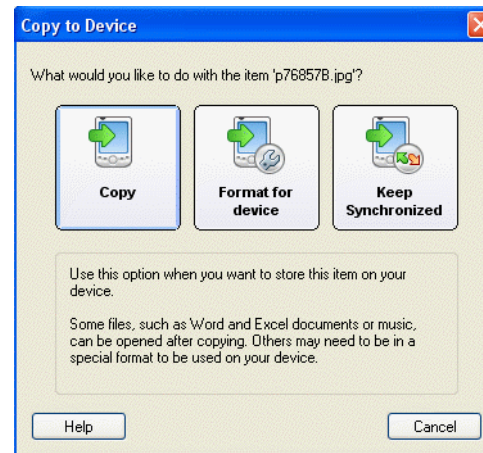 Copy to Device
What would you like to do with the item 'p76857B.jpg'?
Copy
Format for
device
Keep
Synchronized
Use this option when you want to store this item on your
device.
Some files, such as Word and Excel documents or music,
can be opened after copying. Others may need to be in a
special format to be used on your device.
Help
Cancel